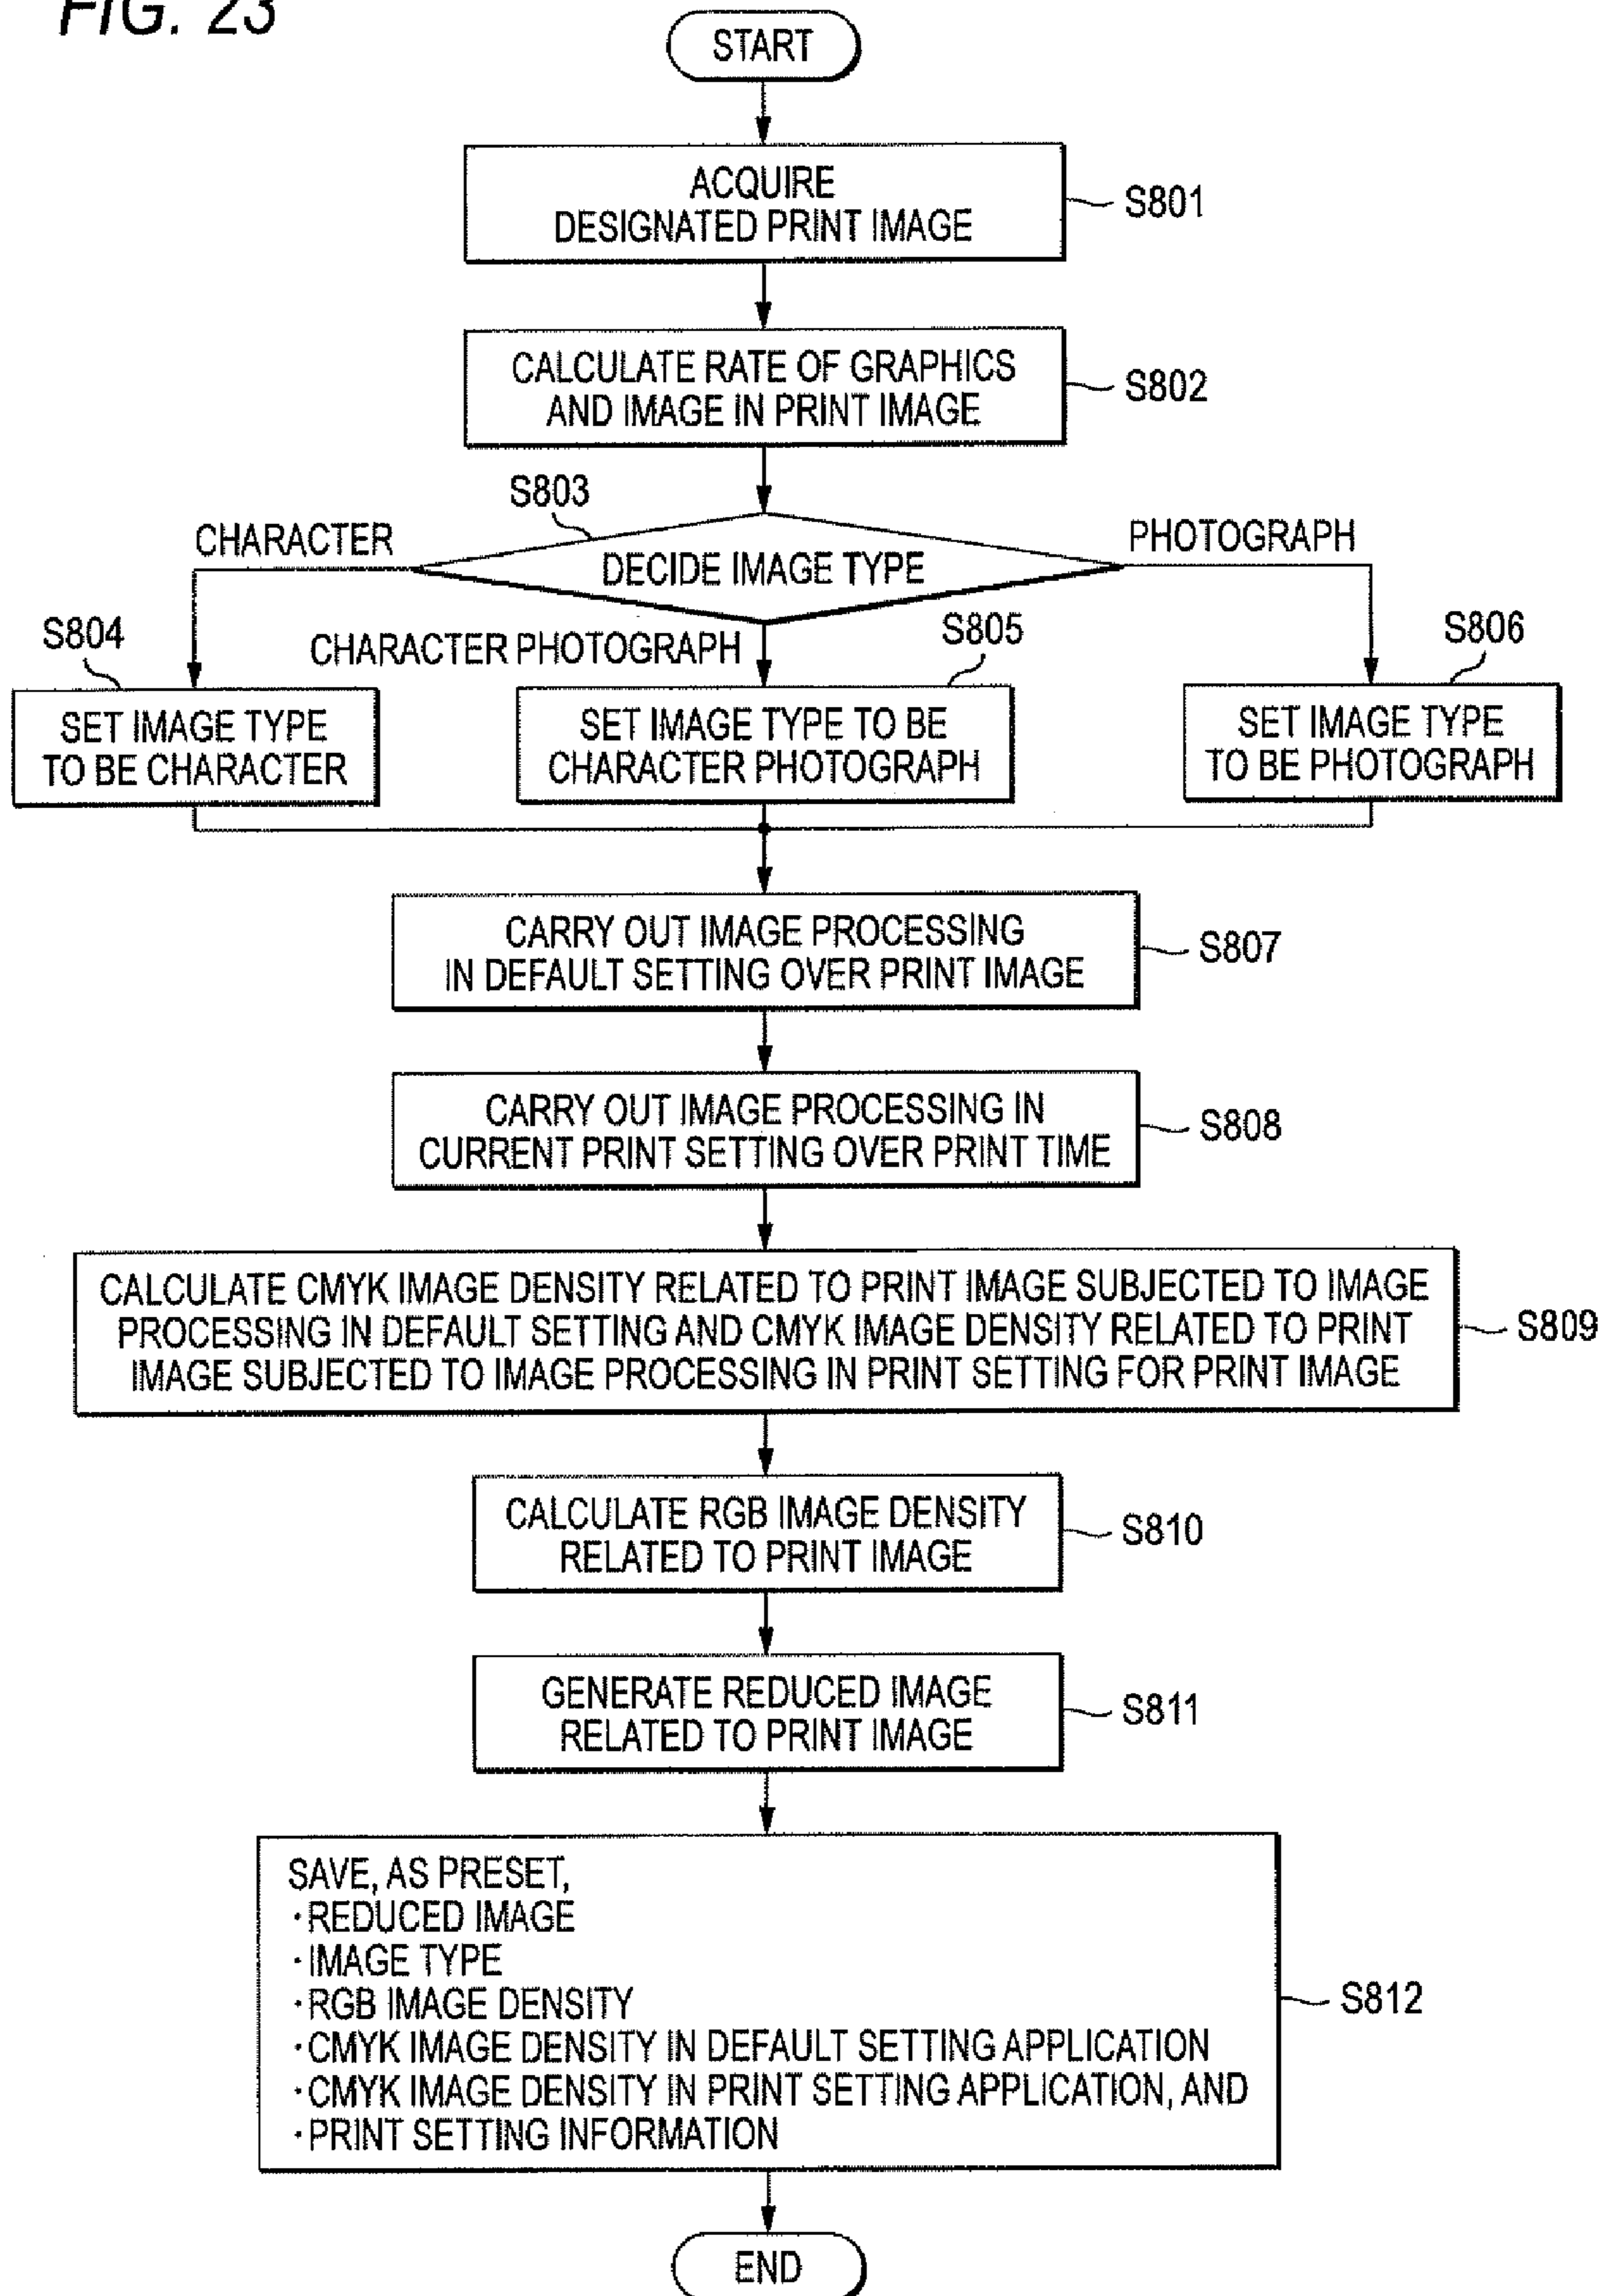 FIG. 23
START
ACQUIRE
DESIGNATED PRINT IMAGE
S801
CALCULATE RATE OF GRAPHICS
AND IMAGE IN PRINT IMAGE
S802
S803
CHARACTER
DECIDE IMAGE TYPE
PHOTOGRAPH
S804
CHARACTER PHOTOGRAPH
S805
S806
SET IMAGE TYPE
TO BE CHARACTER
SET IMAGE TYPE TO BE
CHARACTER PHOTOGRAPH
SET IMAGE TYPE
TO BE PHOTOGRAPH
CARRY OUT IMAGE PROCESSING
IN DEFAULT SETTING OVER PRINT IMAGE
S807
CARRY OUT IMAGE PROCESSING IN
CURRENT PRINT SETTING OVER PRINT TIME
S808
CALCULATE CMYK IMAGE DENSITY RELATED TO PRINT IMAGE SUBJECTED TO IMAGE
PROCESSING IN DEFAULT SETTING AND CMYK IMAGE DENSITY RELATED TO PRINT
IMAGE SUBJECTED TO IMAGE PROCESSING IN PRINT SETTING FOR PRINT IMAGE
S809
CALCULATE RGB IMAGE DENSITY
RELATED TO PRINT IMAGE
S810
GENERATE REDUCED IMAGE
RELATED TO PRINT IMAGE
S811
SAVE, AS PRESET,
·REDUCED IMAGE
·IMAGE TYPE
·RGB IMAGE DENSITY
·CMYK IMAGE DENSITY IN DEFAULT SETTING APPLICATION
·CMYK IMAGE DENSITY IN PRINT SETTING APPLICATION, AND
·PRINT SETTING INFORMATION
S812
END